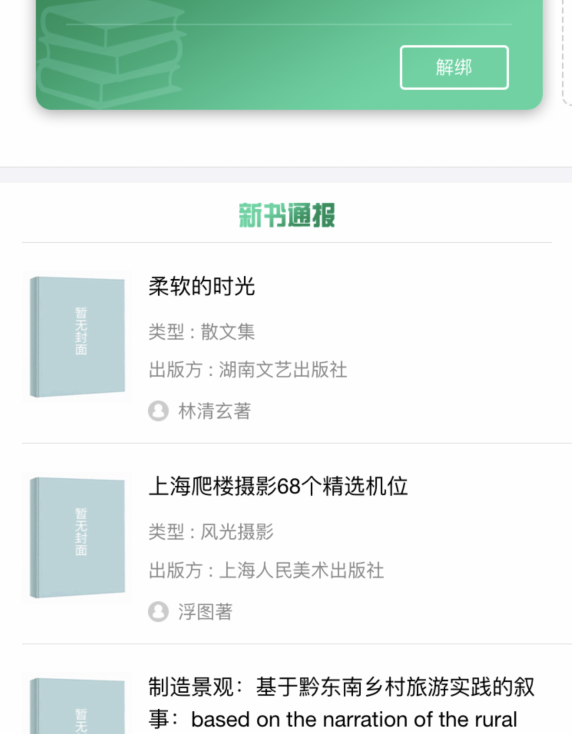 解绑
新书通报
暂无封面
柔软的时光
类型 : 散文集
出版方 : 湖南文艺出版社
林清玄著
暂无封面
上海爬楼摄影68个精选机位
类型 : 风光摄影
出版方 : 上海人民美术出版社
浮图著
暂无
制造景观：基于黔东南乡村旅游实践的叙
事：based on the narration of the rural